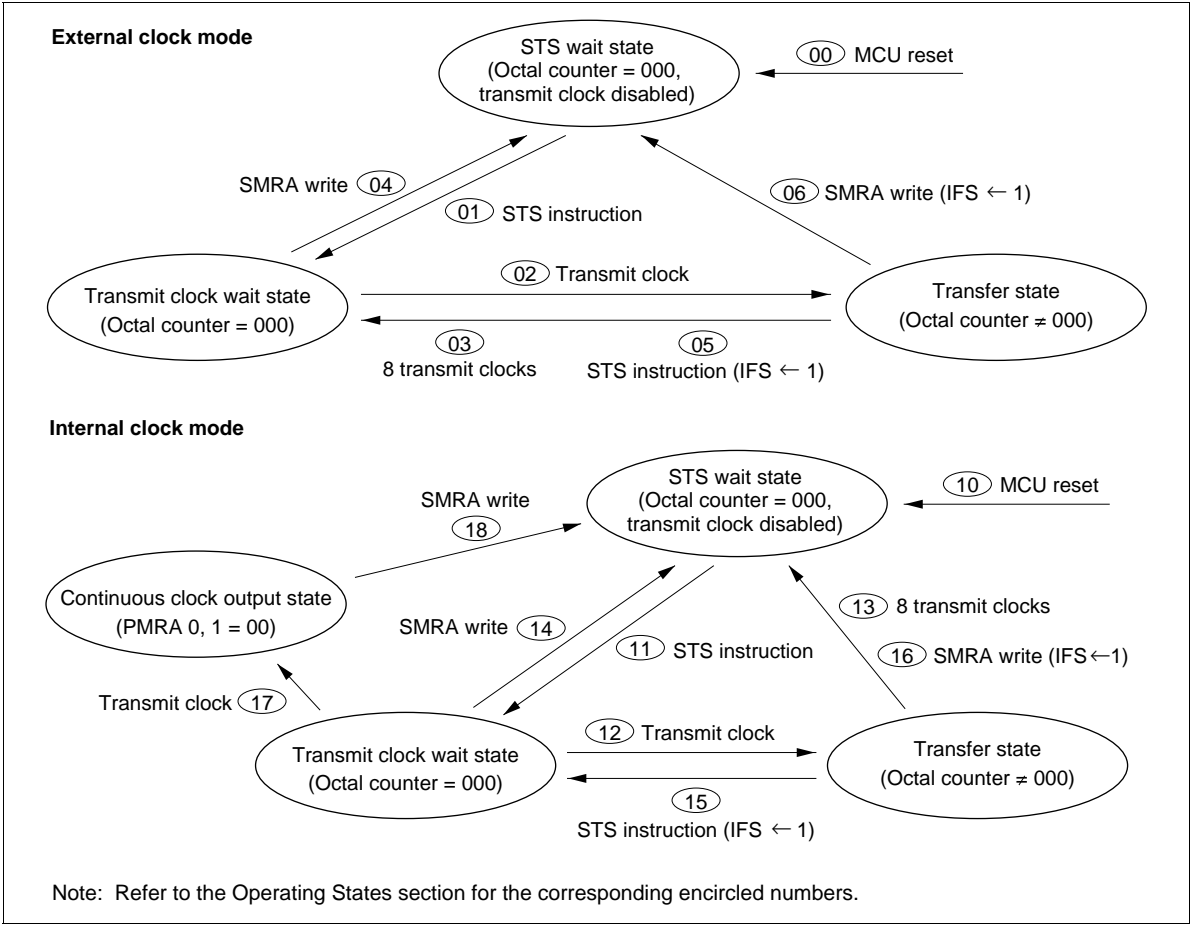 External clock mode
STS wait state
(Octal counter = 000,
transmit clock disabled)
00 MCU reset
SMRA write 04
01 STS instruction
06 SMRA write (IFS ← 1)
02 Transmit clock
Transmit clock wait state
(Octal counter = 000)
Transfer state
(Octal counter ≠ 000)
03
8 transmit clocks
05
STS instruction (IFS ← 1)
Internal clock mode
STS wait state
(Octal counter = 000,
transmit clock disabled)
10 MCU reset
SMRA write
18
Continuous clock output state
(PMRA 0, 1 = 00)
SMRA write 14
11 STS instruction
13 8 transmit clocks
16 SMRA write (IFS←1)
Transmit clock 17
12 Transmit clock
Transmit clock wait state
(Octal counter = 000)
Transfer state
(Octal counter ≠ 000)
15
STS instruction (IFS ← 1)
Note: Refer to the Operating States section for the corresponding encircled numbers.